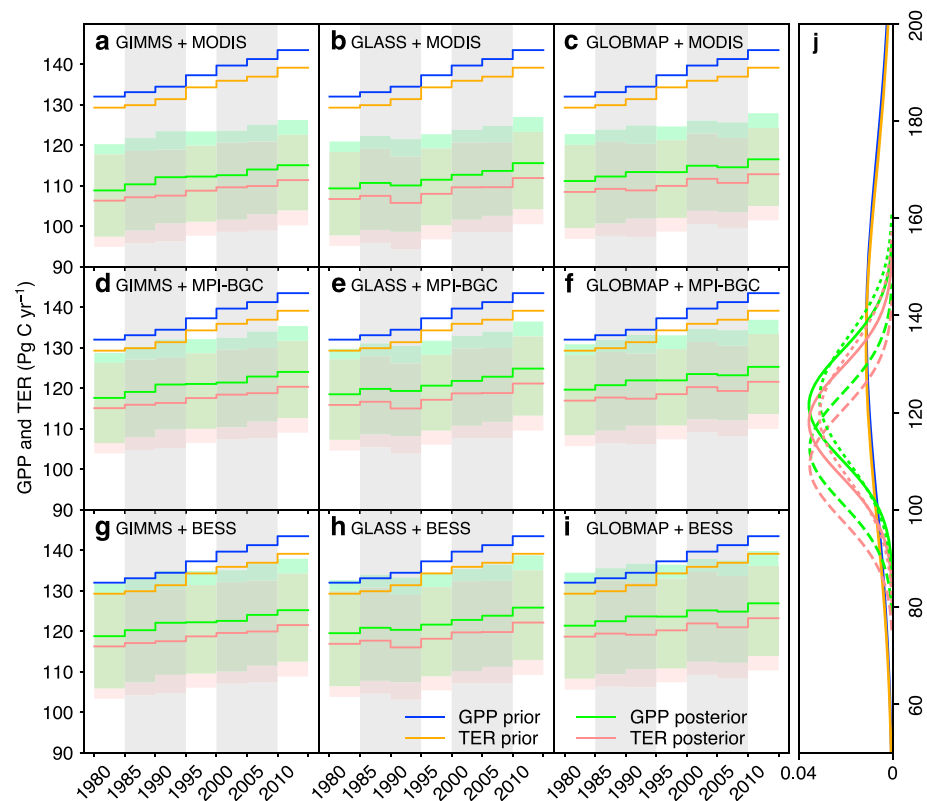 a GIMMS + MODIS
b GLASS + MODIS
c GLOBMAP + MODIS
j
140
130
120
110
100
90
d GIMMS + MPI-BGC
e GLASS + MPI-BGC
f GLOBMAP + MPI-BGC
140
130
120
110
100
90
g GIMMS + BESS
h GLASS + BESS
i GLOBMAP + BESS
140
130
120
110
100
90
GPP and TER (Pg C yr⁻¹)
GPP prior
TER prior
GPP posterior
TER posterior
1980 1985 1990 1995 2000 2005 2010
1980 1985 1990 1995 2000 2005 2010
1980 1985 1990 1995 2000 2005 2010
0.04 0
200
180
160
140
120
100
80
60